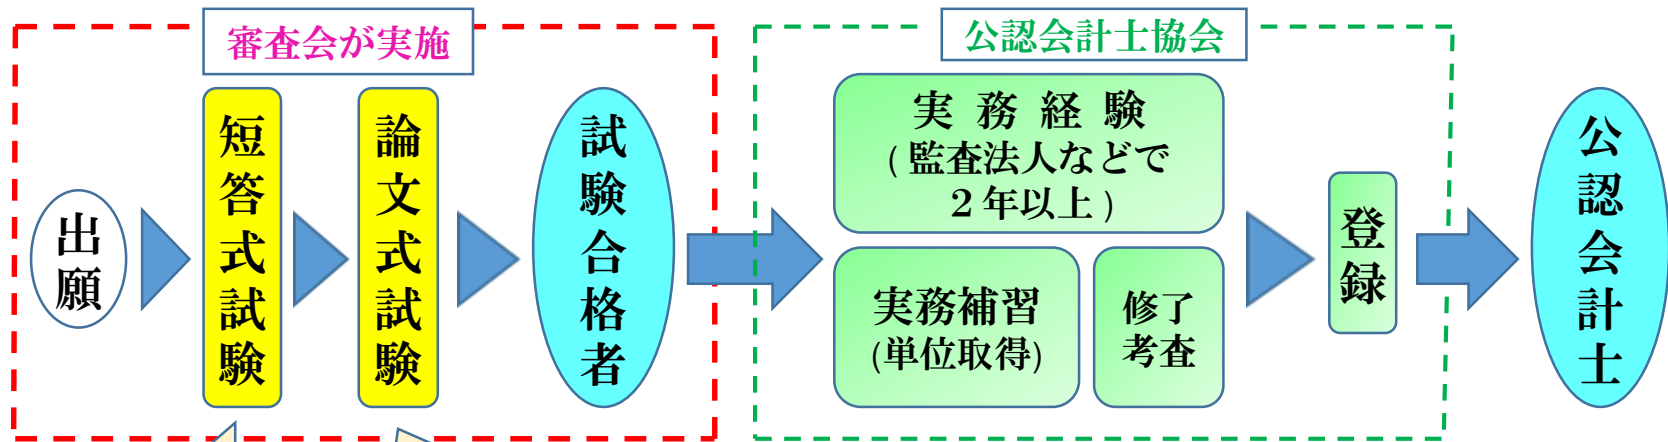 審査会が実施
出願
短答式試験
論文式試験
試験合格者
公認会計士協会
実務経験
(監査法人などで
２年以上)
実務補習
(単位取得)
修了
考査
登録
公認会計士